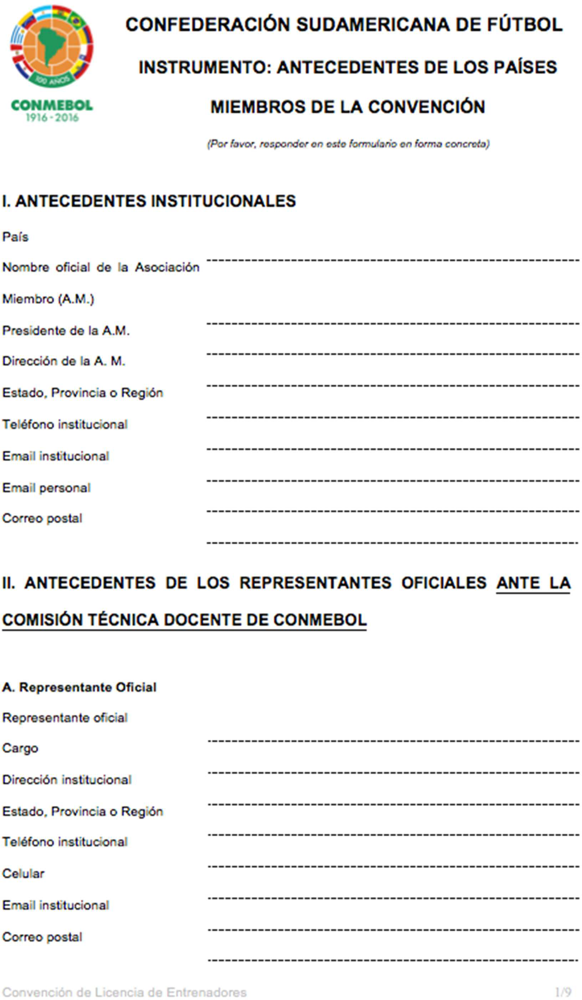 100 AÑOS
CONMEBOL
1916 - 2016
CONFEDERACIÓN SUDAMERICANA DE FÚTBOL
INSTRUMENTO: ANTECEDENTES DE LOS PAÍSES
MIEMBROS DE LA CONVENCIÓN
(Por favor, responder en este formulario en forma concreta)
I. ANTECEDENTES INSTITUCIONALES
País
Nombre oficial de la Asociación
Miembro (A.M.)
Presidente de la A.M.
Dirección de la A. M.
Estado, Provincia o Región
Teléfono institucional
Email institucional
Email personal
Correo postal
II. ANTECEDENTES DE LOS REPRESENTANTES OFICIALES ANTE LA
COMISIÓN TÉCNICA DOCENTE DE CONMEBOL
A. Representante Oficial
Representante oficial
Cargo
Dirección institucional
Estado, Provincia o Región
Teléfono institucional
Celular
Email institucional
Correo postal
Convención de Licencia de Entrenadores 1/9